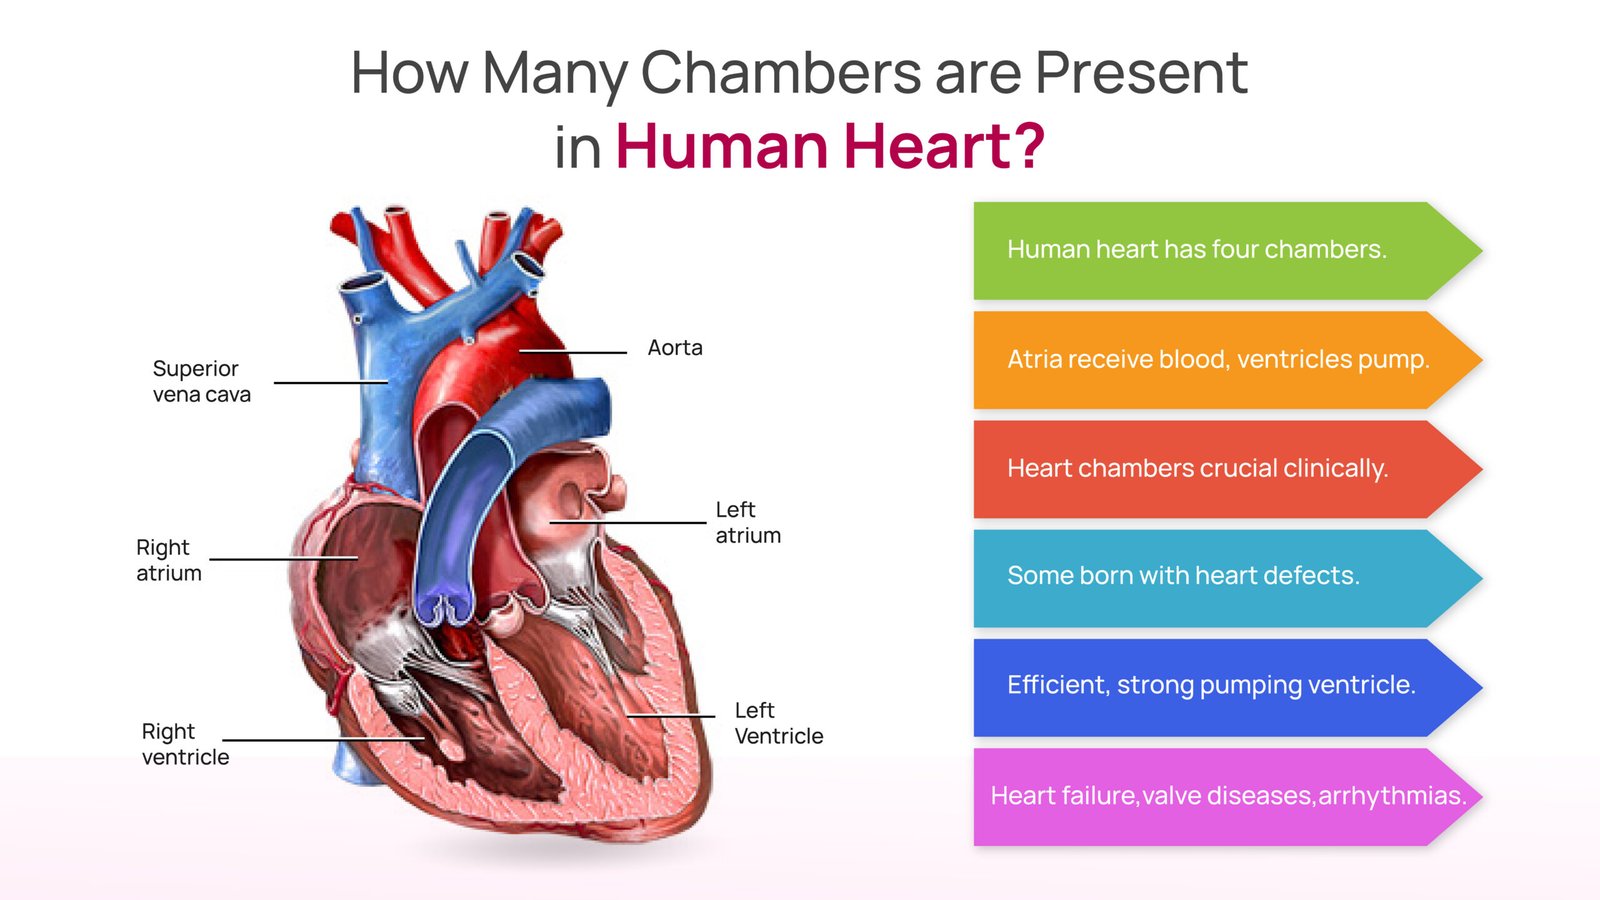 How Many Chambers are Present
in Human Heart?
Superior
vena cava
Aorta
Left
atrium
Right
atrium
Left
Ventricle
Right
ventricle
Human heart has four chambers.
Atria receive blood, ventricles pump.
Heart chambers crucial clinically.
Some born with heart defects.
Efficient, strong pumping ventricle.
Heart failure,valve diseases,arrhythmias.